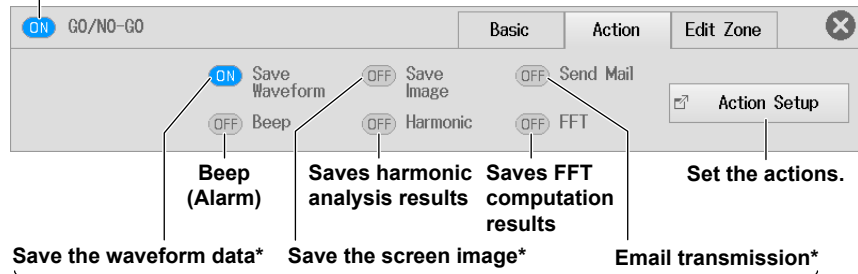 ON GO/NO-GO Basic Action Edit Zone
ON Save Waveform OFF Save Image OFF Send Mail
Action Setup
OFF Beep OFF Harmonic OFF FFT
Beep (Alarm)
Saves harmonic analysis results
Saves FFT computation results
Set the actions.
Save the waveform data* Save the screen image* Email transmission*